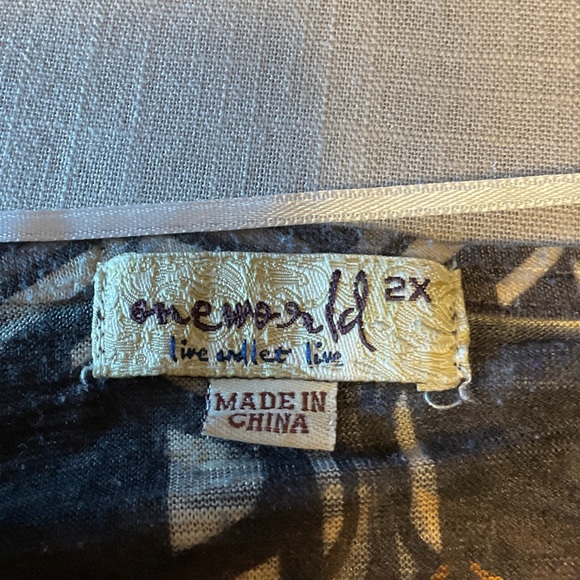 oneworld 2X
live and let live
MADE IN
CHINA